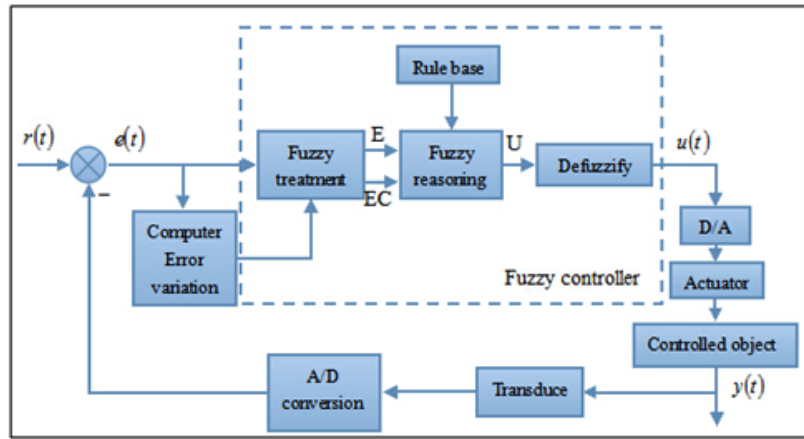 Rule base
r(t)
e(t)
Fuzzy
treatment
E
EC
Fuzzy
reasoning
U
Defuzzify
u(t)
Computer
Error
variation
D/A
Fuzzy controller
Actuator
Controlled object
A/D
conversion
Transduce
y(t)
−